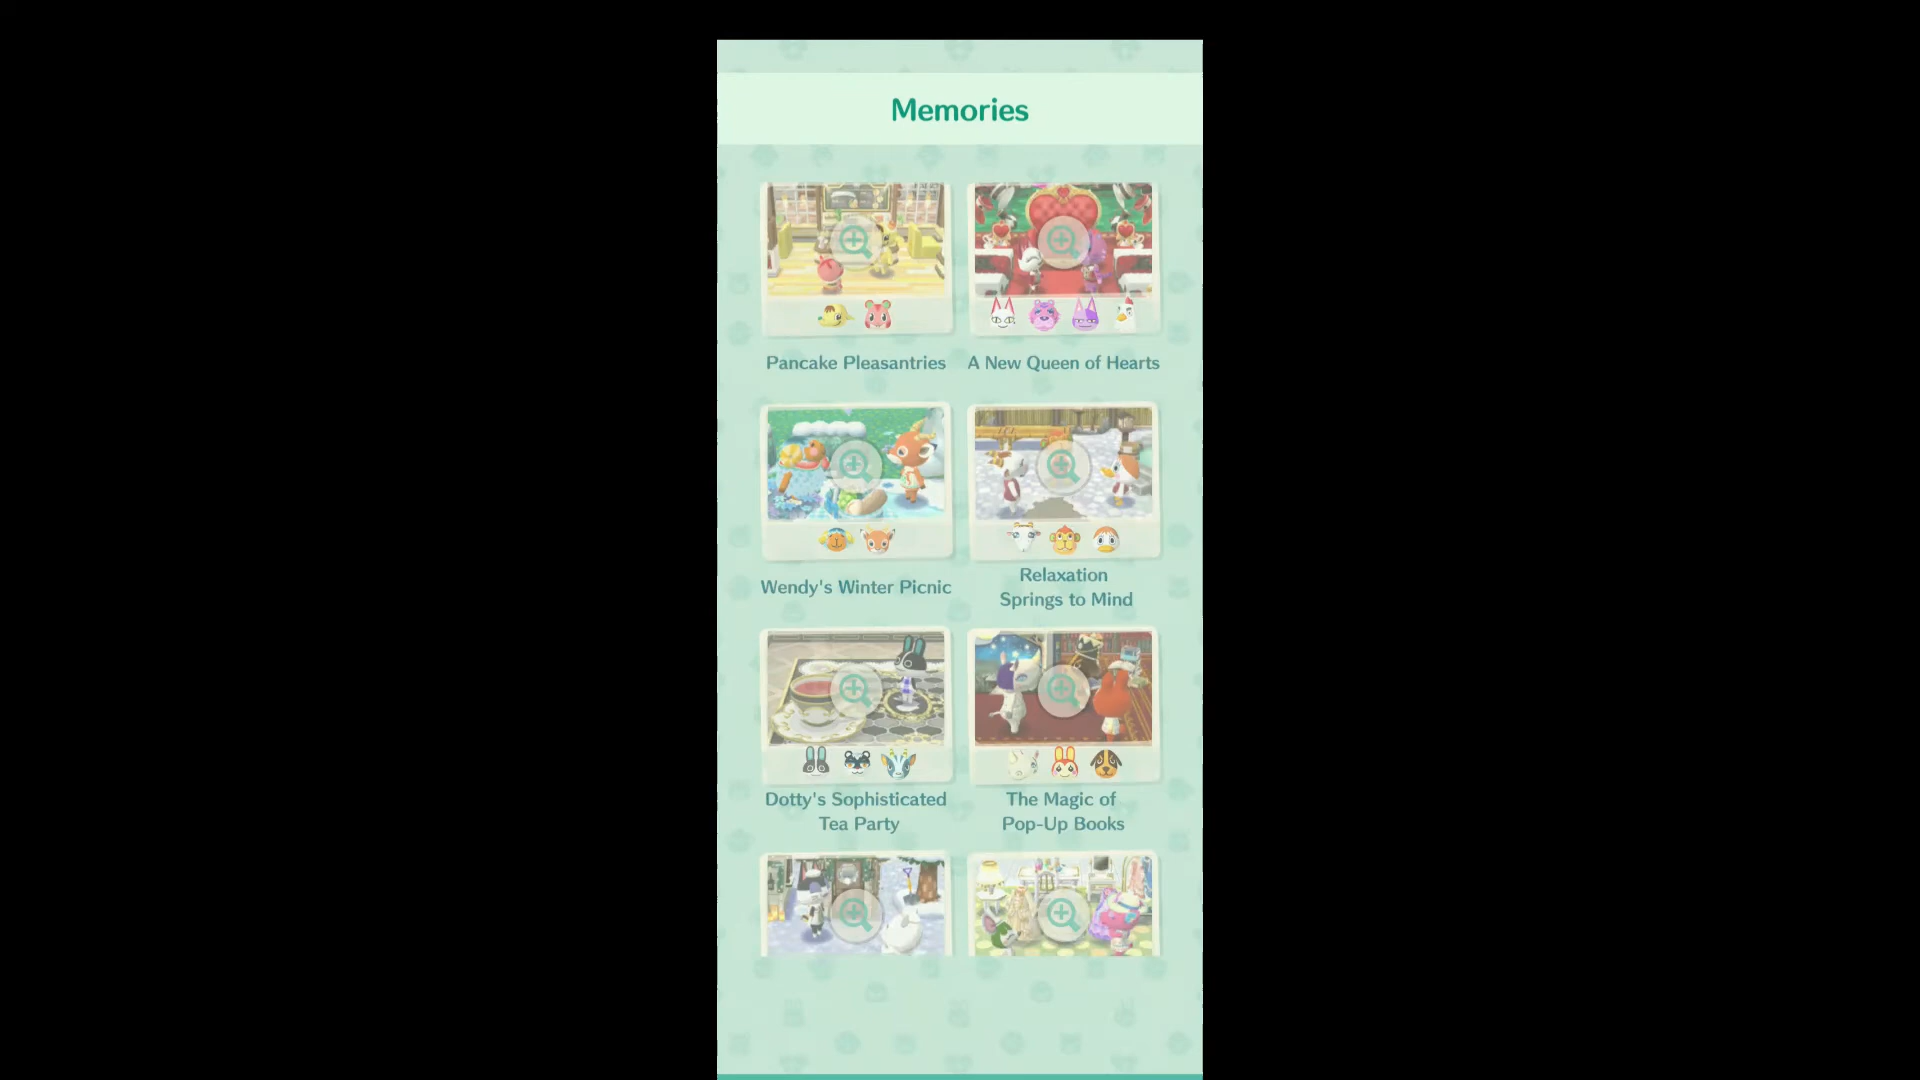 Memories
Pancake Pleasantries
A New Queen of Hearts
Wendy's Winter Picnic
Relaxation
Springs to Mind
Dotty's Sophisticated
Tea Party
The Magic of
Pop-Up Books